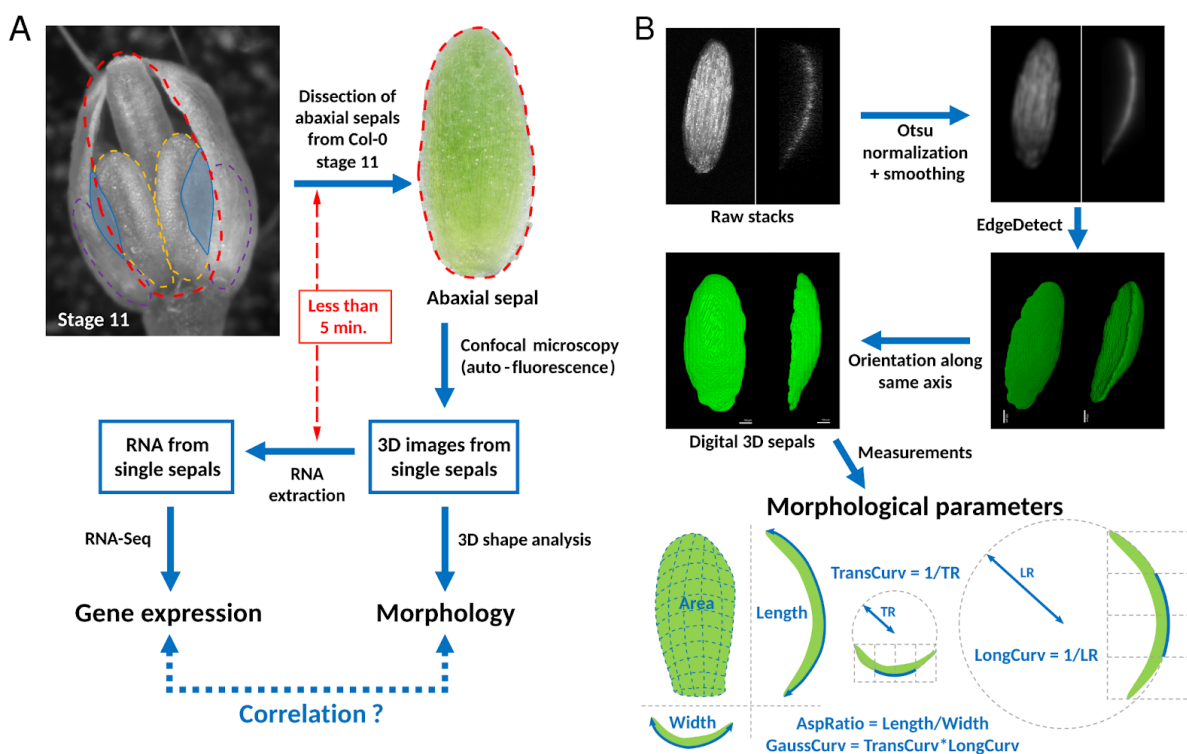 A
Stage 11
Dissection of
abaxial sepals
from Col-0
stage 11
Abaxial sepal
Less than
5 min.
Confocal microscopy
(auto-fluorescence)
RNA from
single sepals
RNA
extraction
3D images from
single sepals
RNA-Seq
3D shape analysis
Gene expression
Morphology
Correlation ?
B
Raw stacks
Otsu
normalization
+ smoothing
EdgeDetect
Orientation along
same axis
Digital 3D sepals
Measurements
Morphological parameters
Area
Length
Width
TransCurv = 1/TR
TR
LR
LongCurv = 1/LR
AspRatio = Length/Width
GaussCurv = TransCurv*LongCurv